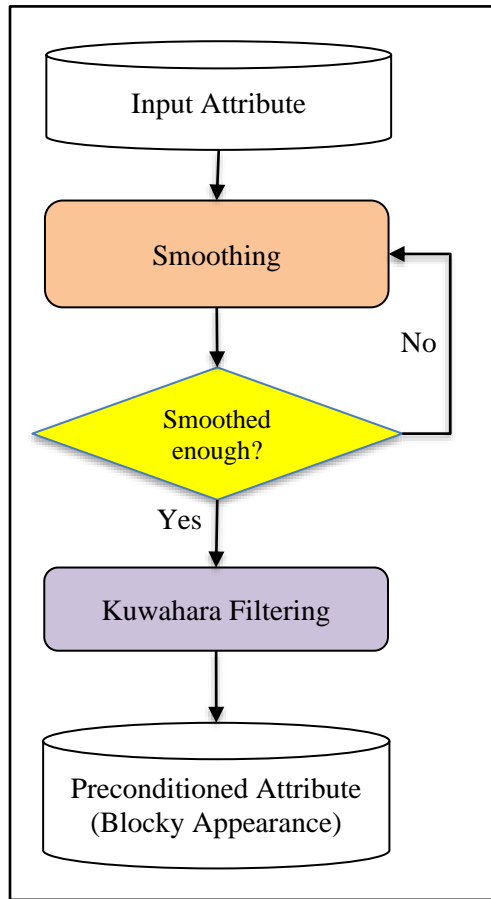 Input Attribute
Smoothing
No
Smoothed
enough?
Yes
Kuwahara Filtering
Preconditioned Attribute
(Blocky Appearance)